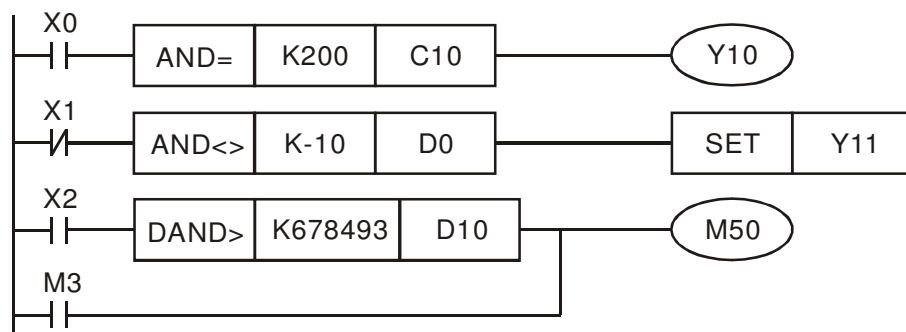 X0
AND= K200 C10 Y10
X1
AND<> K-10 D0 SET Y11
X2
DAND> K678493 D10 M50
M3